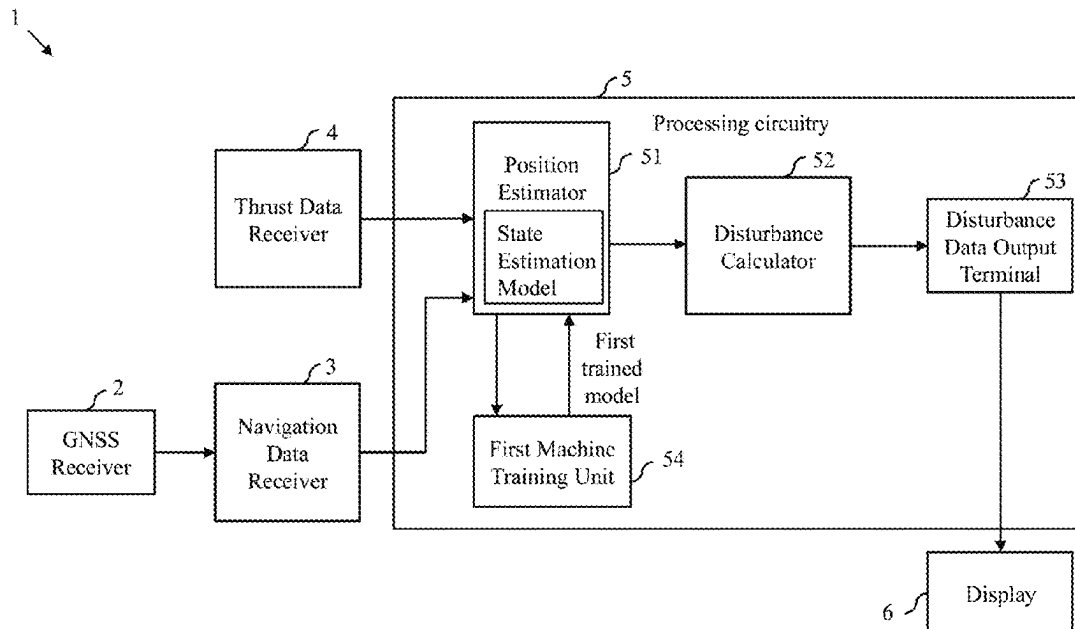 1
5
Processing circuitry
4
Thrust Data
Receiver
51
Position
Estimator
State
Estimation
Model
52
Disturbance
Calculator
53
Disturbance
Data Output
Terminal
First
trained
model
2
GNSS
Receiver
3
Navigation
Data
Receiver
First Machine
Training Unit
54
6
Display